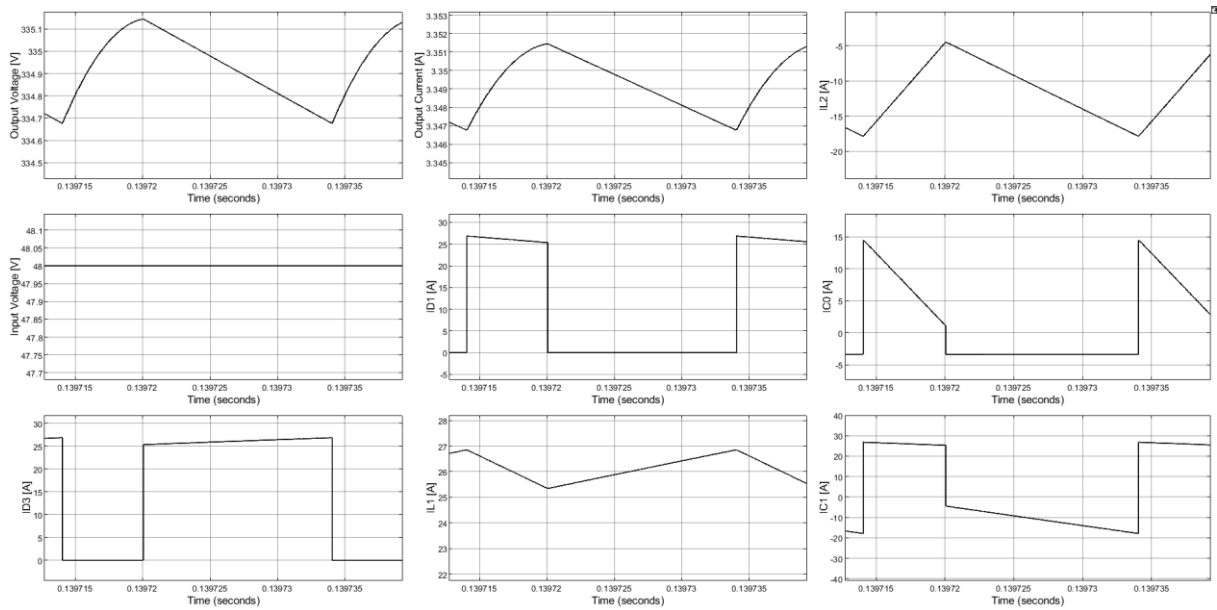 Output Voltage [V]
335.1
335
334.9
334.8
334.7
334.6
334.5
0.139715 0.13972 0.139725 0.13973 0.139735
Time (seconds)
Output Current [A]
3.353
3.352
3.351
3.35
3.349
3.348
3.347
3.346
3.345
0.139715 0.13972 0.139725 0.13973 0.139735
Time (seconds)
IL2 [A]
-5
-10
-15
-20
0.139715 0.13972 0.139725 0.13973 0.139735
Time (seconds)
Input Voltage [V]
48.1
48.05
48
47.95
47.9
47.85
47.8
47.75
47.7
0.139715 0.13972 0.139725 0.13973 0.139735
Time (seconds)
ID1 [A]
30
25
20
15
10
5
0
-5
0.139715 0.13972 0.139725 0.13973 0.139735
Time (seconds)
IC0 [A]
15
10
5
0
-5
0.139715 0.13972 0.139725 0.13973 0.139735
Time (seconds)
ID3 [A]
30
25
20
15
10
5
0
0.139715 0.13972 0.139725 0.13973 0.139735
Time (seconds)
IL1 [A]
28
27
26
25
24
23
22
0.139715 0.13972 0.139725 0.13973 0.139735
Time (seconds)
IC1 [A]
40
30
20
10
0
-10
-20
-30
-40
0.139715 0.13972 0.139725 0.13973 0.139735
Time (seconds)